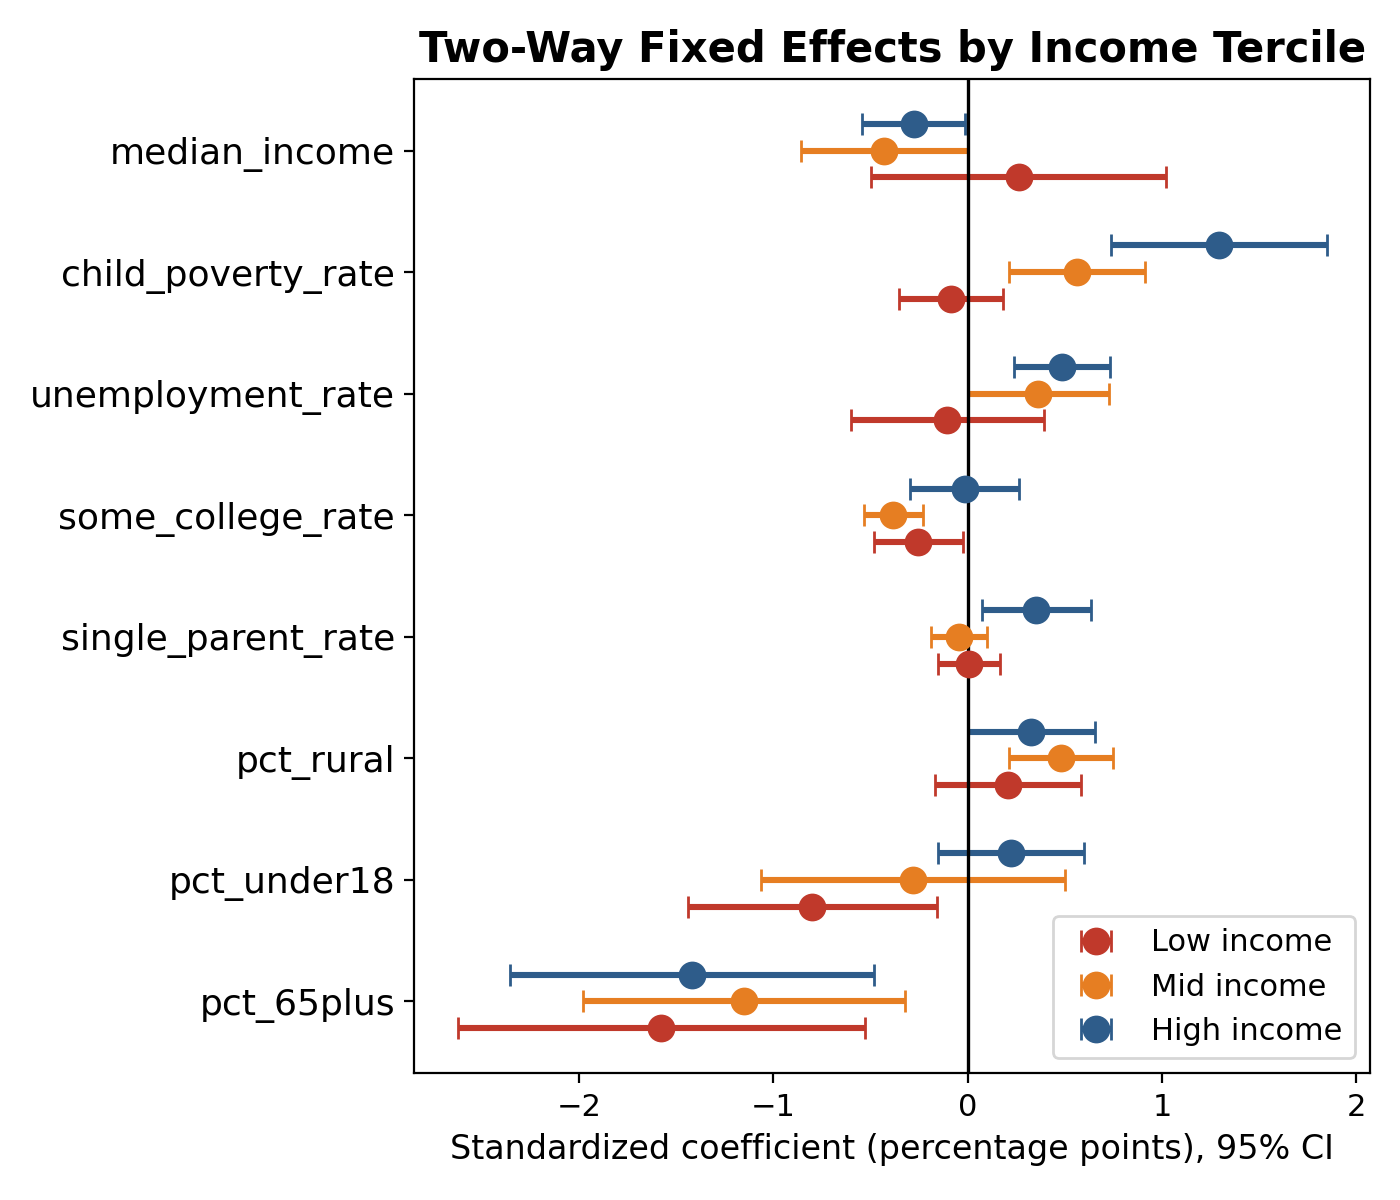 Two-Way Fixed Effects by Income Tercile
median_income
child_poverty_rate
unemployment_rate
some_college_rate
single_parent_rate
pct_rural
pct_under18
pct_65plus
Low income
Mid income
High income
−2 −1 0 1 2
Standardized coefficient (percentage points), 95% CI